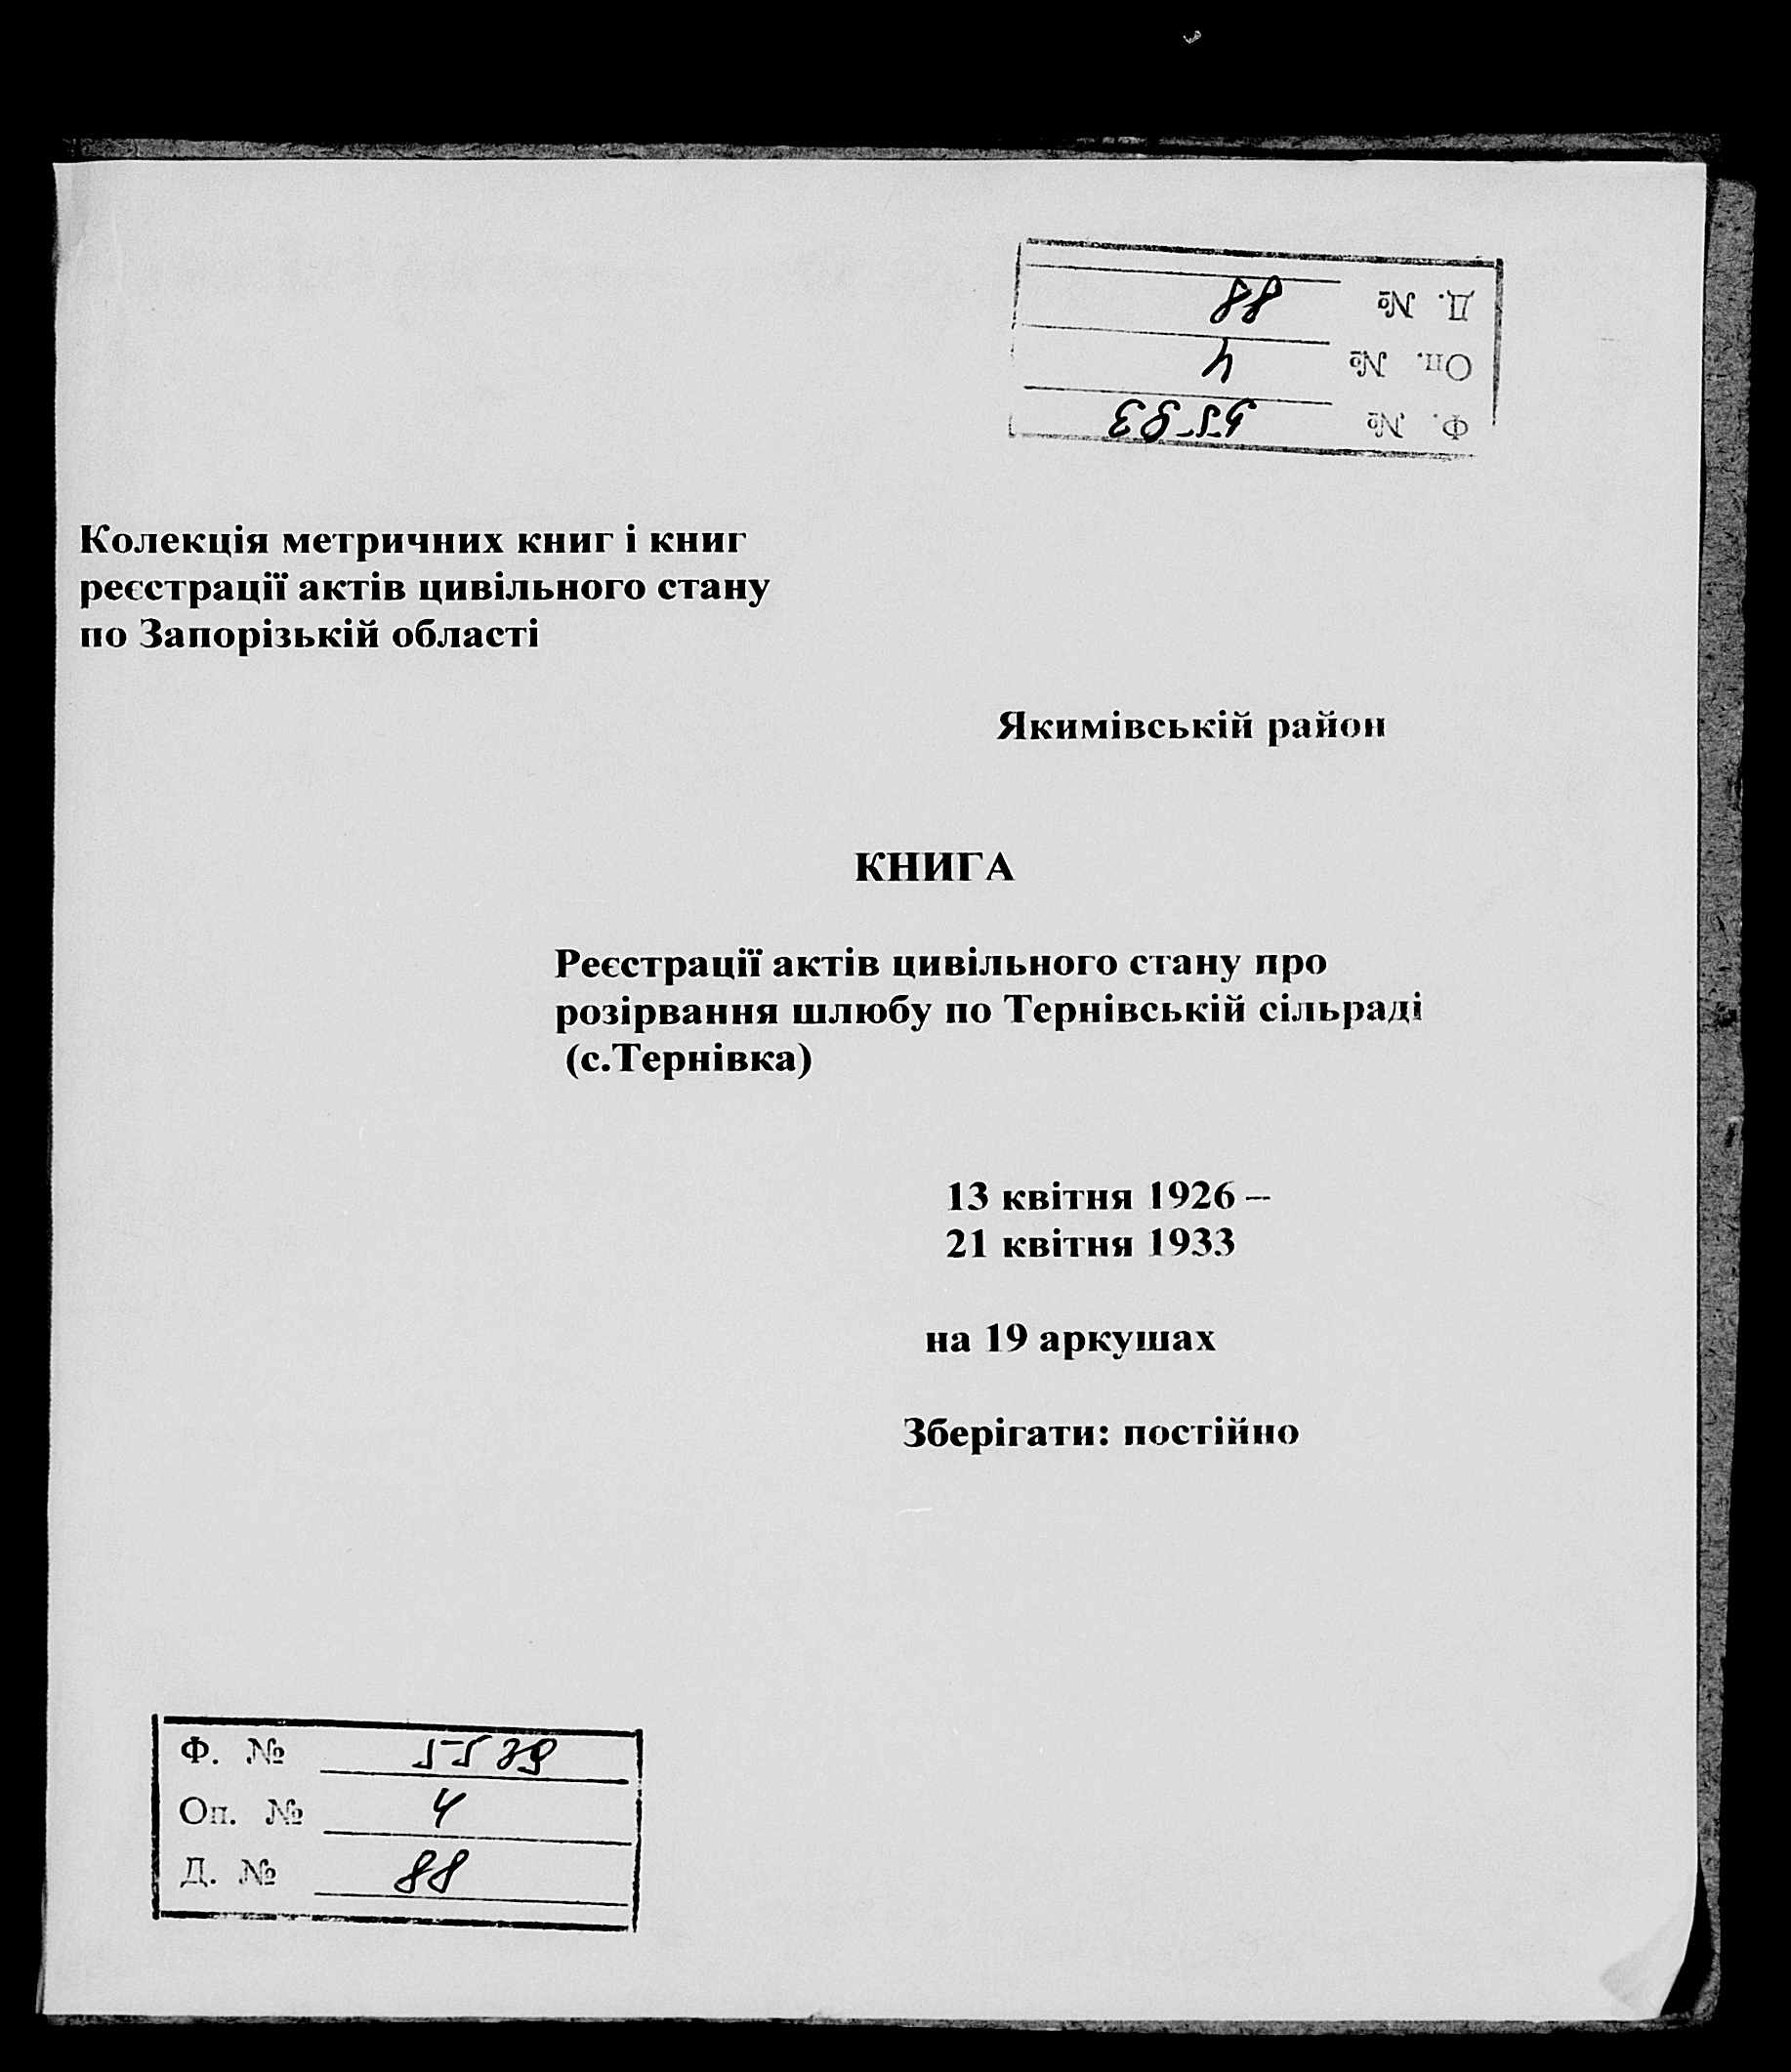 Ф. № 5593
Оп. № 4
Д. № 88
Колекція метричних книг і книг
реєстрації актів цивільного стану
по Запорізькій області
Якимівській район
КНИГА
Реєстрації актів цивільного стану про
розірвання шлюбу по Тернівській сільраді
(с.Тернівка)
13 квітня 1926 –
21 квітня 1933
на 19 аркушах
Зберігати: постійно
Ф. № 5539
Оп. № 4
Д. № 88